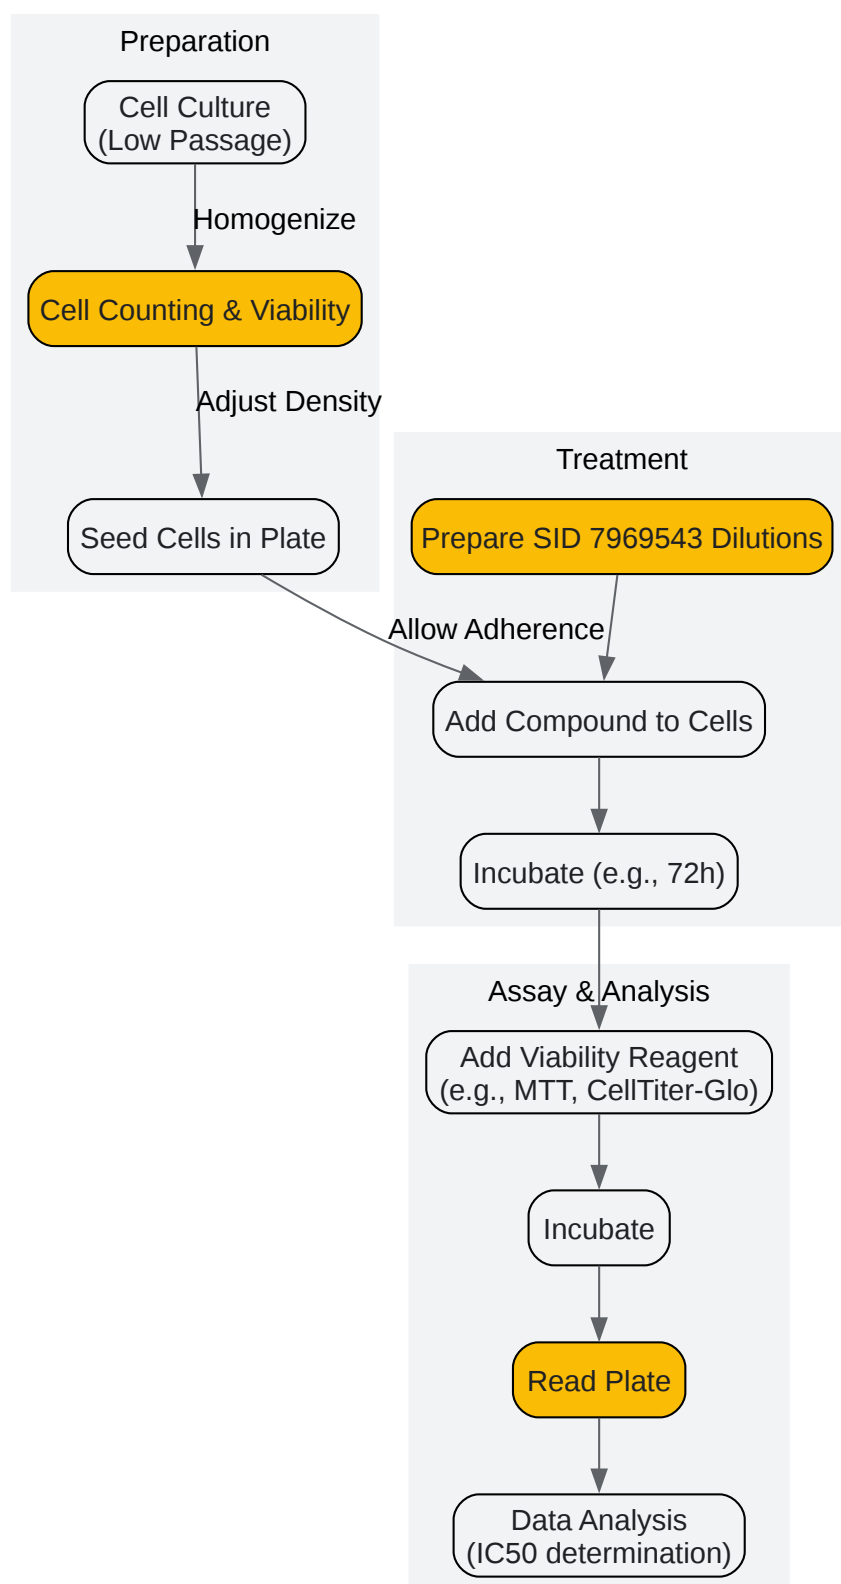 Preparation
Cell Culture
(Low Passage)
Homogenize
Cell Counting & Viability
Adjust Density
Seed Cells in Plate
Treatment
Prepare SID 7969543 Dilutions
Allow Adherence
Add Compound to Cells
Incubate (e.g., 72h)
Assay & Analysis
Add Viability Reagent
(e.g., MTT, CellTiter-Glo)
Incubate
Read Plate
Data Analysis
(IC50 determination)